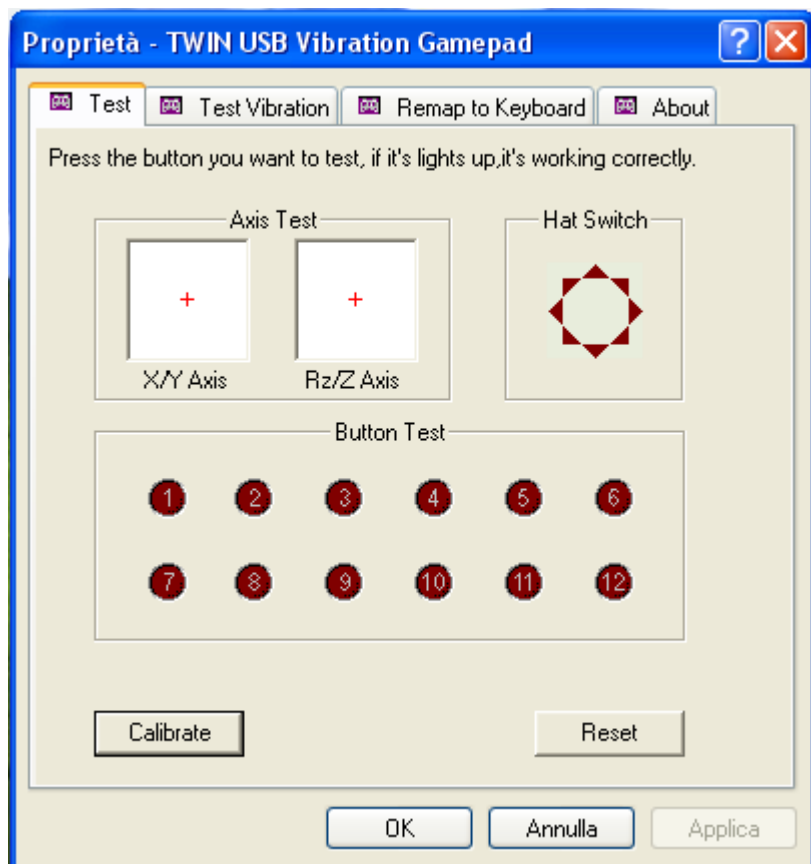 Proprietà - TWIN USB Vibration Gamepad
Test Test Vibration Remap to Keyboard About
Press the button you want to test, if it's lights up,it's working correctly.
Axis Test Hat Switch
X/Y Axis Rz/Z Axis
Button Test
1 2 3 4 5 6
7 8 9 10 11 12
Calibrate Reset
OK Annulla Applica